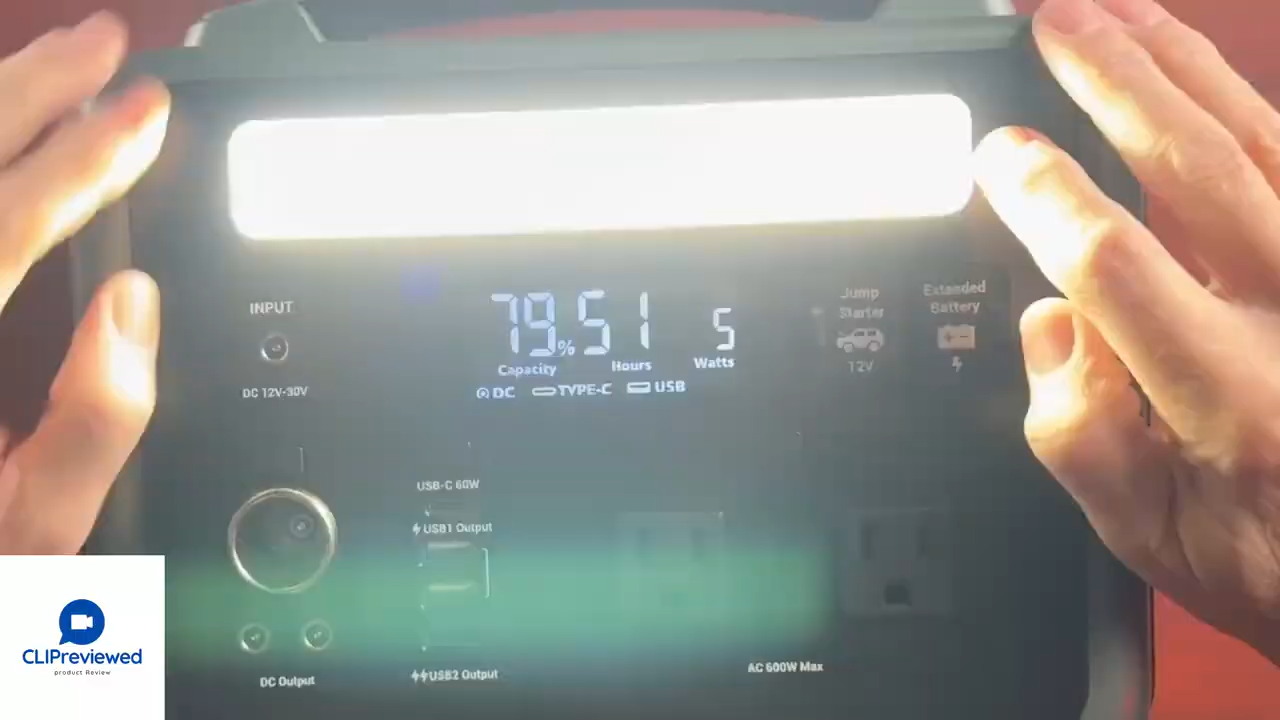 INPUT
DC 12V-30V
79% 51 5
Capacity Hours Watts
DC TYPE-C USB
Jump
Starter
12V
Extended
Battery
USB-C 60W
USB1 Output
USB2 Output
DC Output
AC 600W Max
CLIPreviewed
product Review